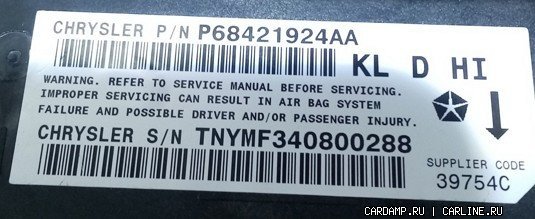 CHRYSLER P/N P68421924AA
KL D HI
WARNING. REFER TO SERVICE MANUAL BEFORE SERVICING.
IMPROPER SERVICING CAN RESULT IN AIR BAG SYSTEM
FAILURE AND POSSIBLE DRIVER AND/OR PASSENGER INJURY.
CHRYSLER S/N TNYMF340800288
SUPPLIER CODE
39754C
CARDAMP.RU | CARLINE.RU